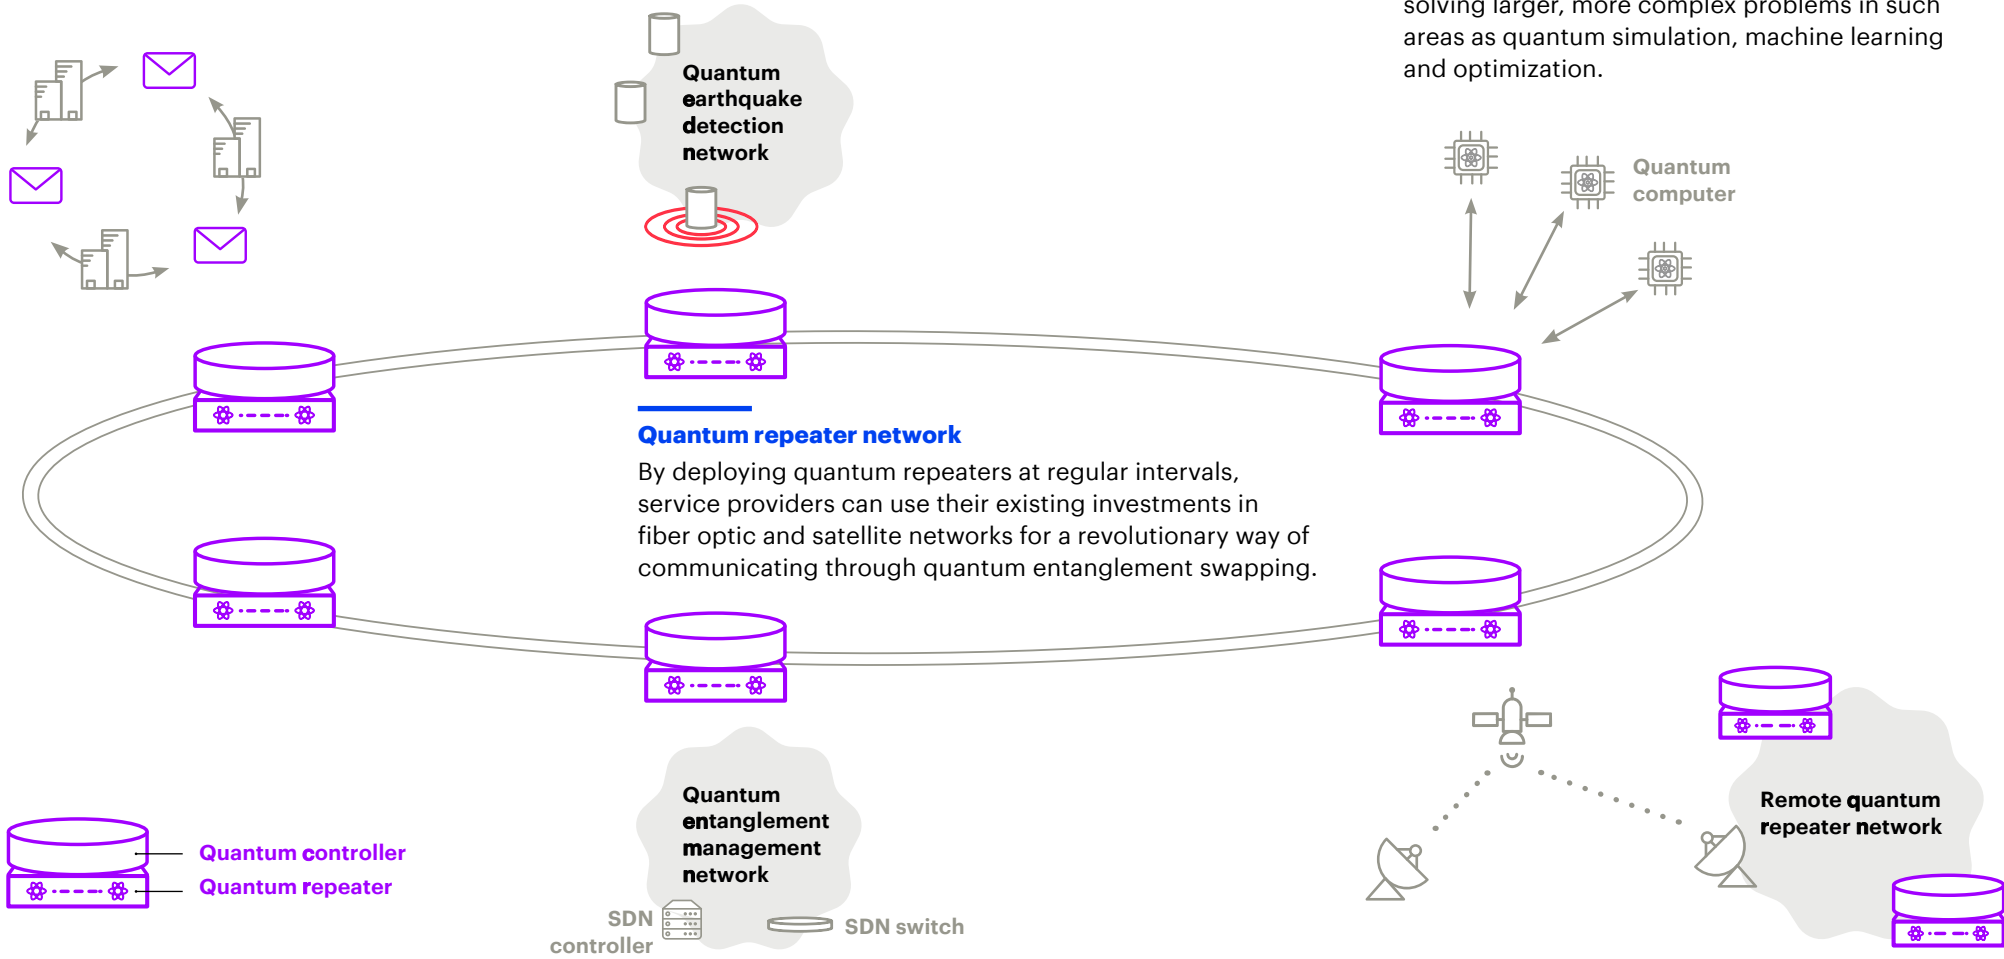 solving larger, more complex problems in such
areas as quantum simulation, machine learning
and optimization.
Quantum
earthquake
detection
network
Quantum
computer
Quantum repeater network
By deploying quantum repeaters at regular intervals,
service providers can use their existing investments in
fiber optic and satellite networks for a revolutionary way of
communicating through quantum entanglement swapping.
Quantum
entanglement
management
network
SDN
controller
SDN switch
Remote quantum
repeater network
Quantum controller
Quantum repeater